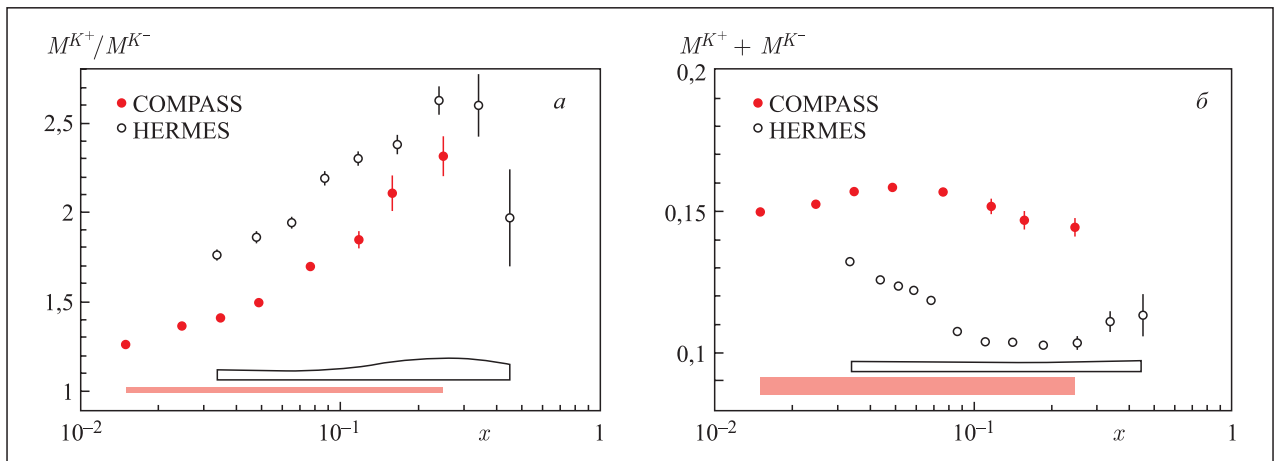 M^{K^+}/M^{K^-}
COMPASS
HERMES
а
2,5
2
1,5
1
10^{-2}
10^{-1}
x
1
M^{K^+} + M^{K^-}
0,2
COMPASS
HERMES
б
0,15
0,1
10^{-2}
10^{-1}
x
1